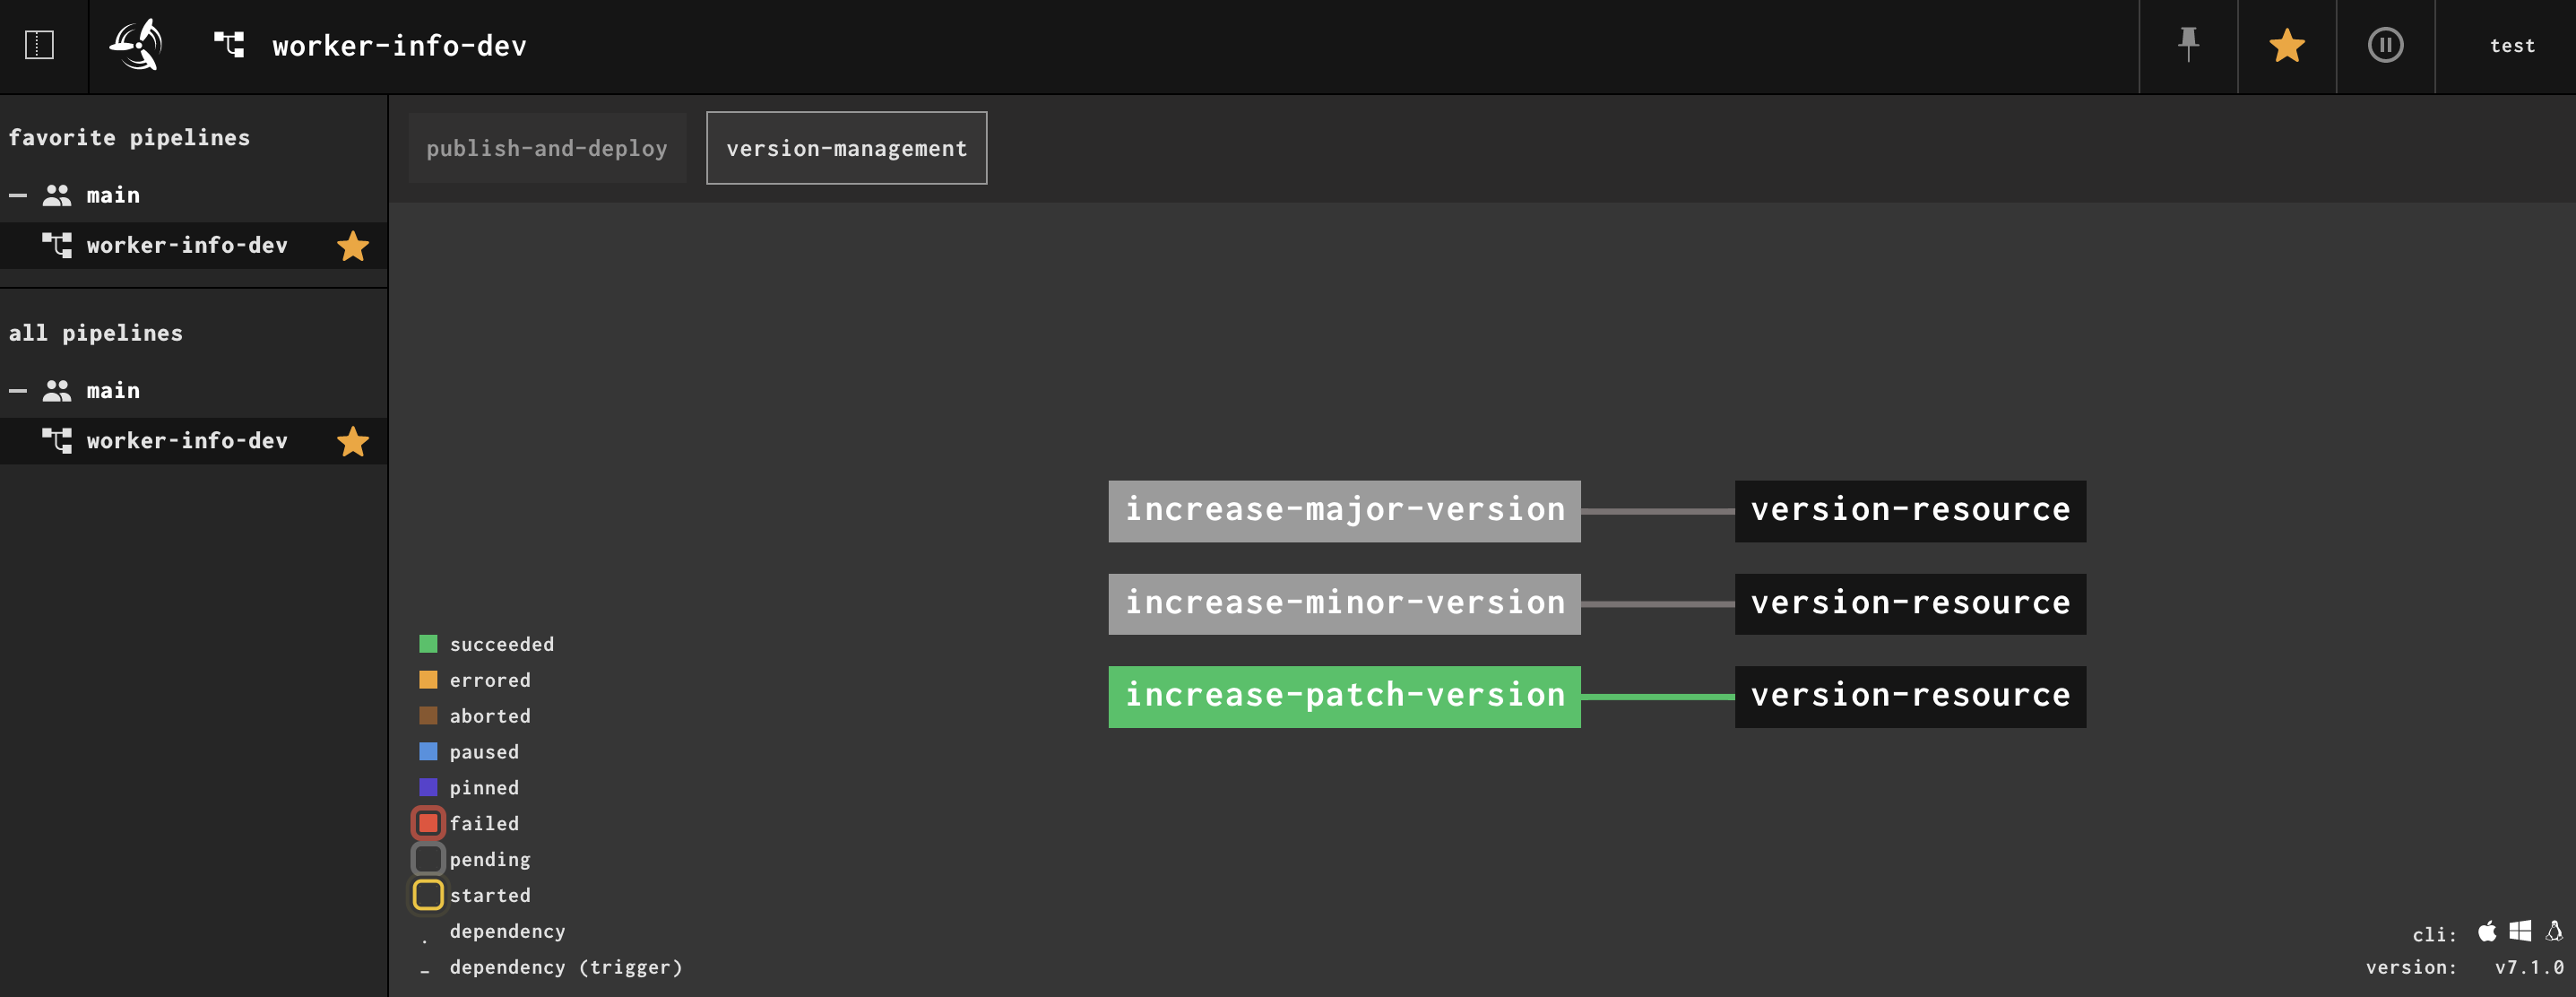 worker-info-dev
test
favorite pipelines
main
worker-info-dev
all pipelines
main
worker-info-dev
publish-and-deploy
version-management
increase-major-version
version-resource
increase-minor-version
version-resource
increase-patch-version
version-resource
succeeded
errored
aborted
paused
pinned
failed
pending
started
dependency
dependency (trigger)
cli:
version: v7.1.0